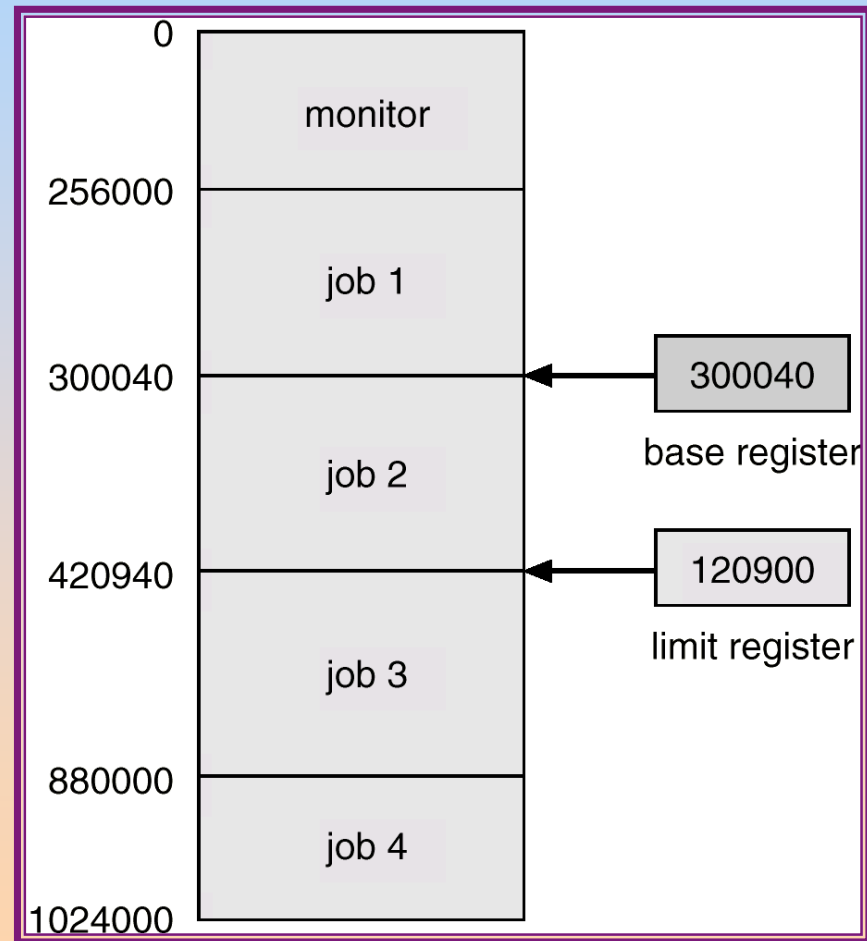 0
monitor
256000
job 1
300040
300040
base register
job 2
420940
120900
limit register
job 3
880000
job 4
1024000